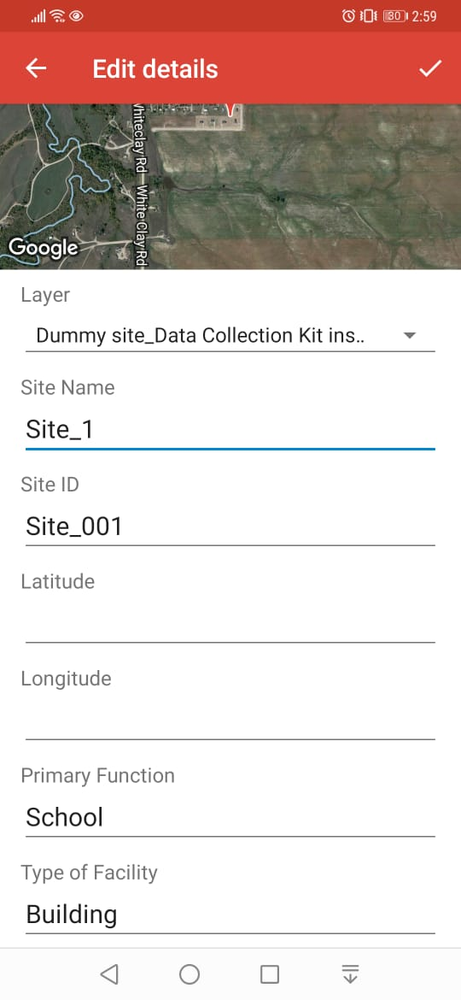 80 2:59
Edit details
Whiteclay Rd
White Clay Rd
Google
Layer
Dummy site_Data Collection Kit ins..
Site Name
Site_1
Site ID
Site_001
Latitude
Longitude
Primary Function
School
Type of Facility
Building